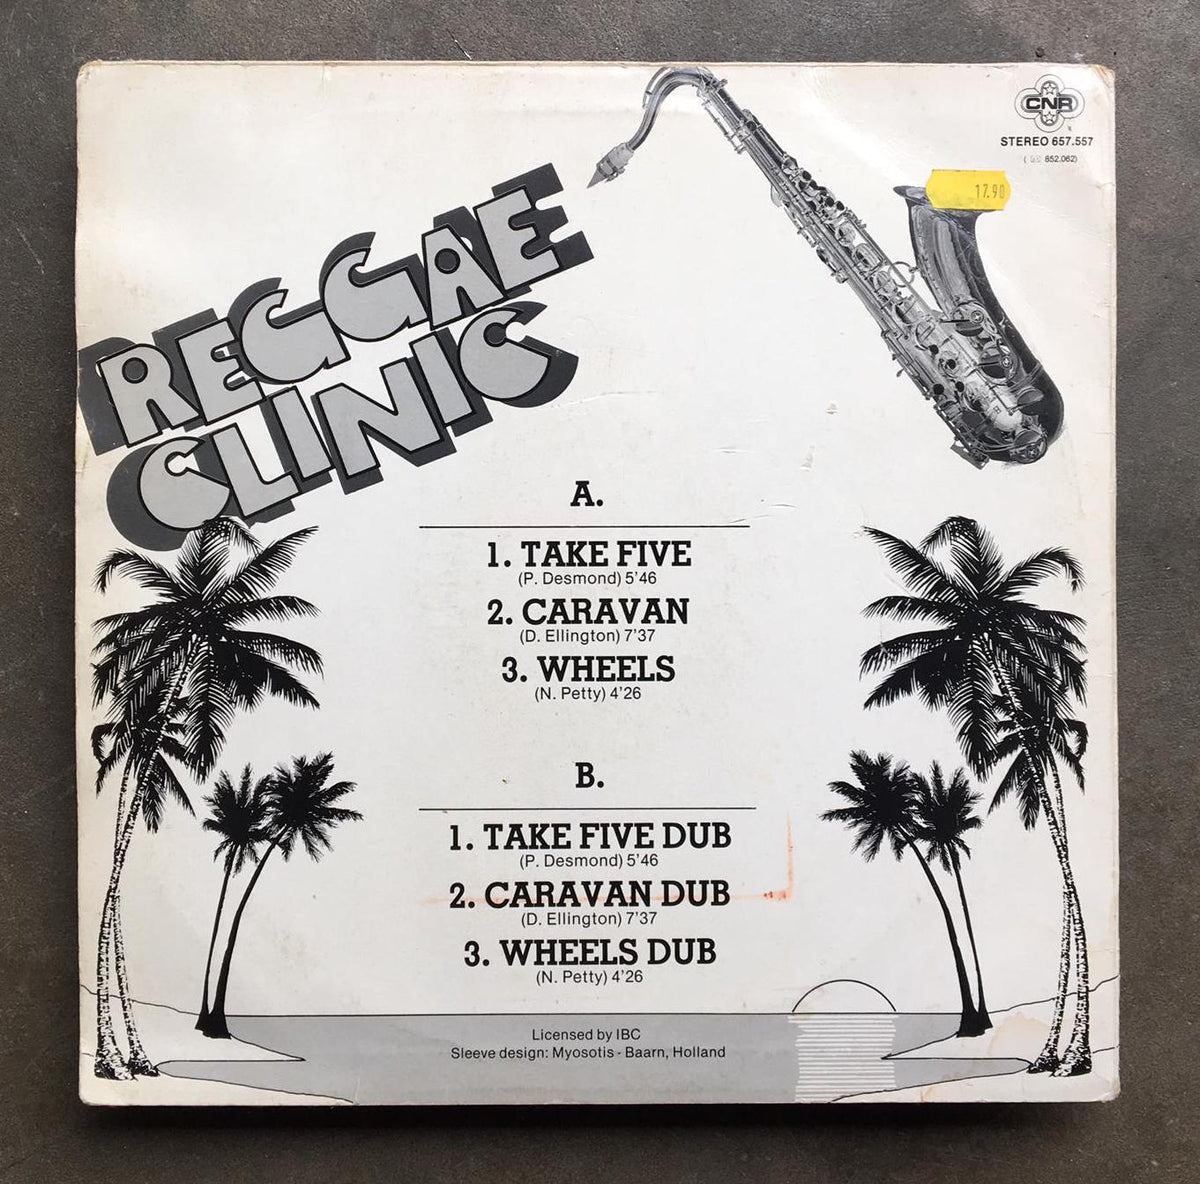 CNR
STEREO 657.557
852.062)
17.90
REGGAE
CLINIC
A.
1. TAKE FIVE
(P. Desmond) 5'46
2. CARAVAN
(D. Ellington) 7'37
3. WHEELS
(N. Petty) 4'26
B.
1. TAKE FIVE DUB
(P. Desmond) 5'46
2. CARAVAN DUB
(D. Ellington) 7'37
3. WHEELS DUB
(N. Petty) 4'26
Licensed by IBC
Sleeve design: Myosotis - Baarn, Holland